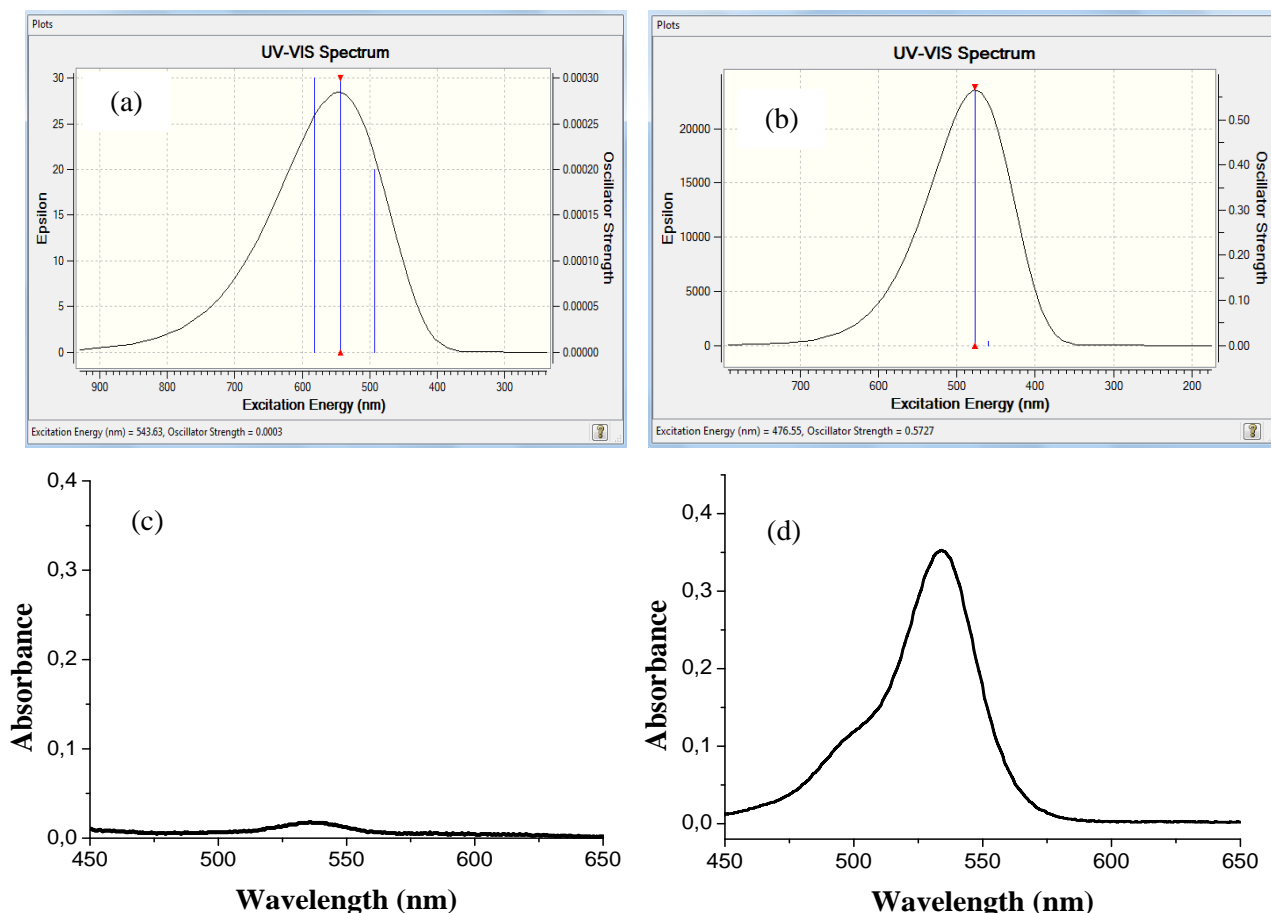 Plots
UV-VIS Spectrum
(a)
Epsilon
30
25
20
15
10
5
0
0.00030
0.00025
0.00020
0.00015
0.00010
0.00005
0.00000
Oscillator Strength
900 800 700 600 500 400 300
Excitation Energy (nm)
Excitation Energy (nm) = 543.63, Oscillator Strength = 0.0003
Plots
UV-VIS Spectrum
(b)
Epsilon
20000
15000
10000
5000
0
0.50
0.40
0.30
0.20
0.10
0.00
Oscillator Strength
700 600 500 400 300 200
Excitation Energy (nm)
Excitation Energy (nm) = 476.55, Oscillator Strength = 0.5727
(c)
Absorbance
0,4
0,3
0,2
0,1
0,0
450 500 550 600 650
Wavelength (nm)
(d)
Absorbance
0,4
0,3
0,2
0,1
0,0
450 500 550 600 650
Wavelength (nm)